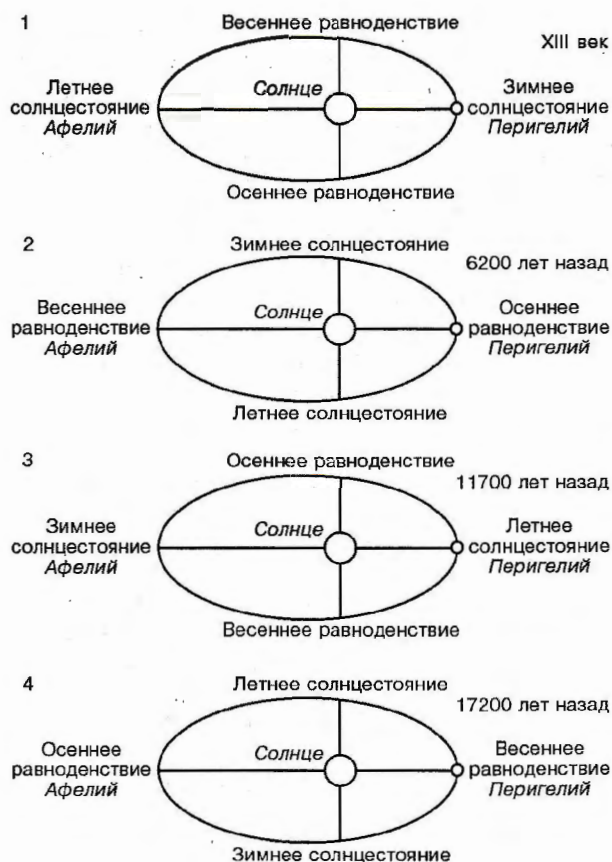 1
Весеннее равноденствие
XIII век
Летнее
солнцестояние
Афелий
Солнце
Зимнее
солнцестояние
Перигелий
Осеннее равноденствие
2
Зимнее солнцестояние
6200 лет назад
Весеннее
равноденствие
Афелий
Солнце
Осеннее
равноденствие
Перигелий
Летнее солнцестояние
3
Осеннее равноденствие
11700 лет назад
Зимнее
солнцестояние
Афелий
Солнце
Летнее
солнцестояние
Перигелий
Весеннее равноденствие
4
Летнее солнцестояние
17200 лет назад
Осеннее
равноденствие
Афелий
Солнце
Весеннее
равноденствие
Перигелий
Зимнее солнцестояние